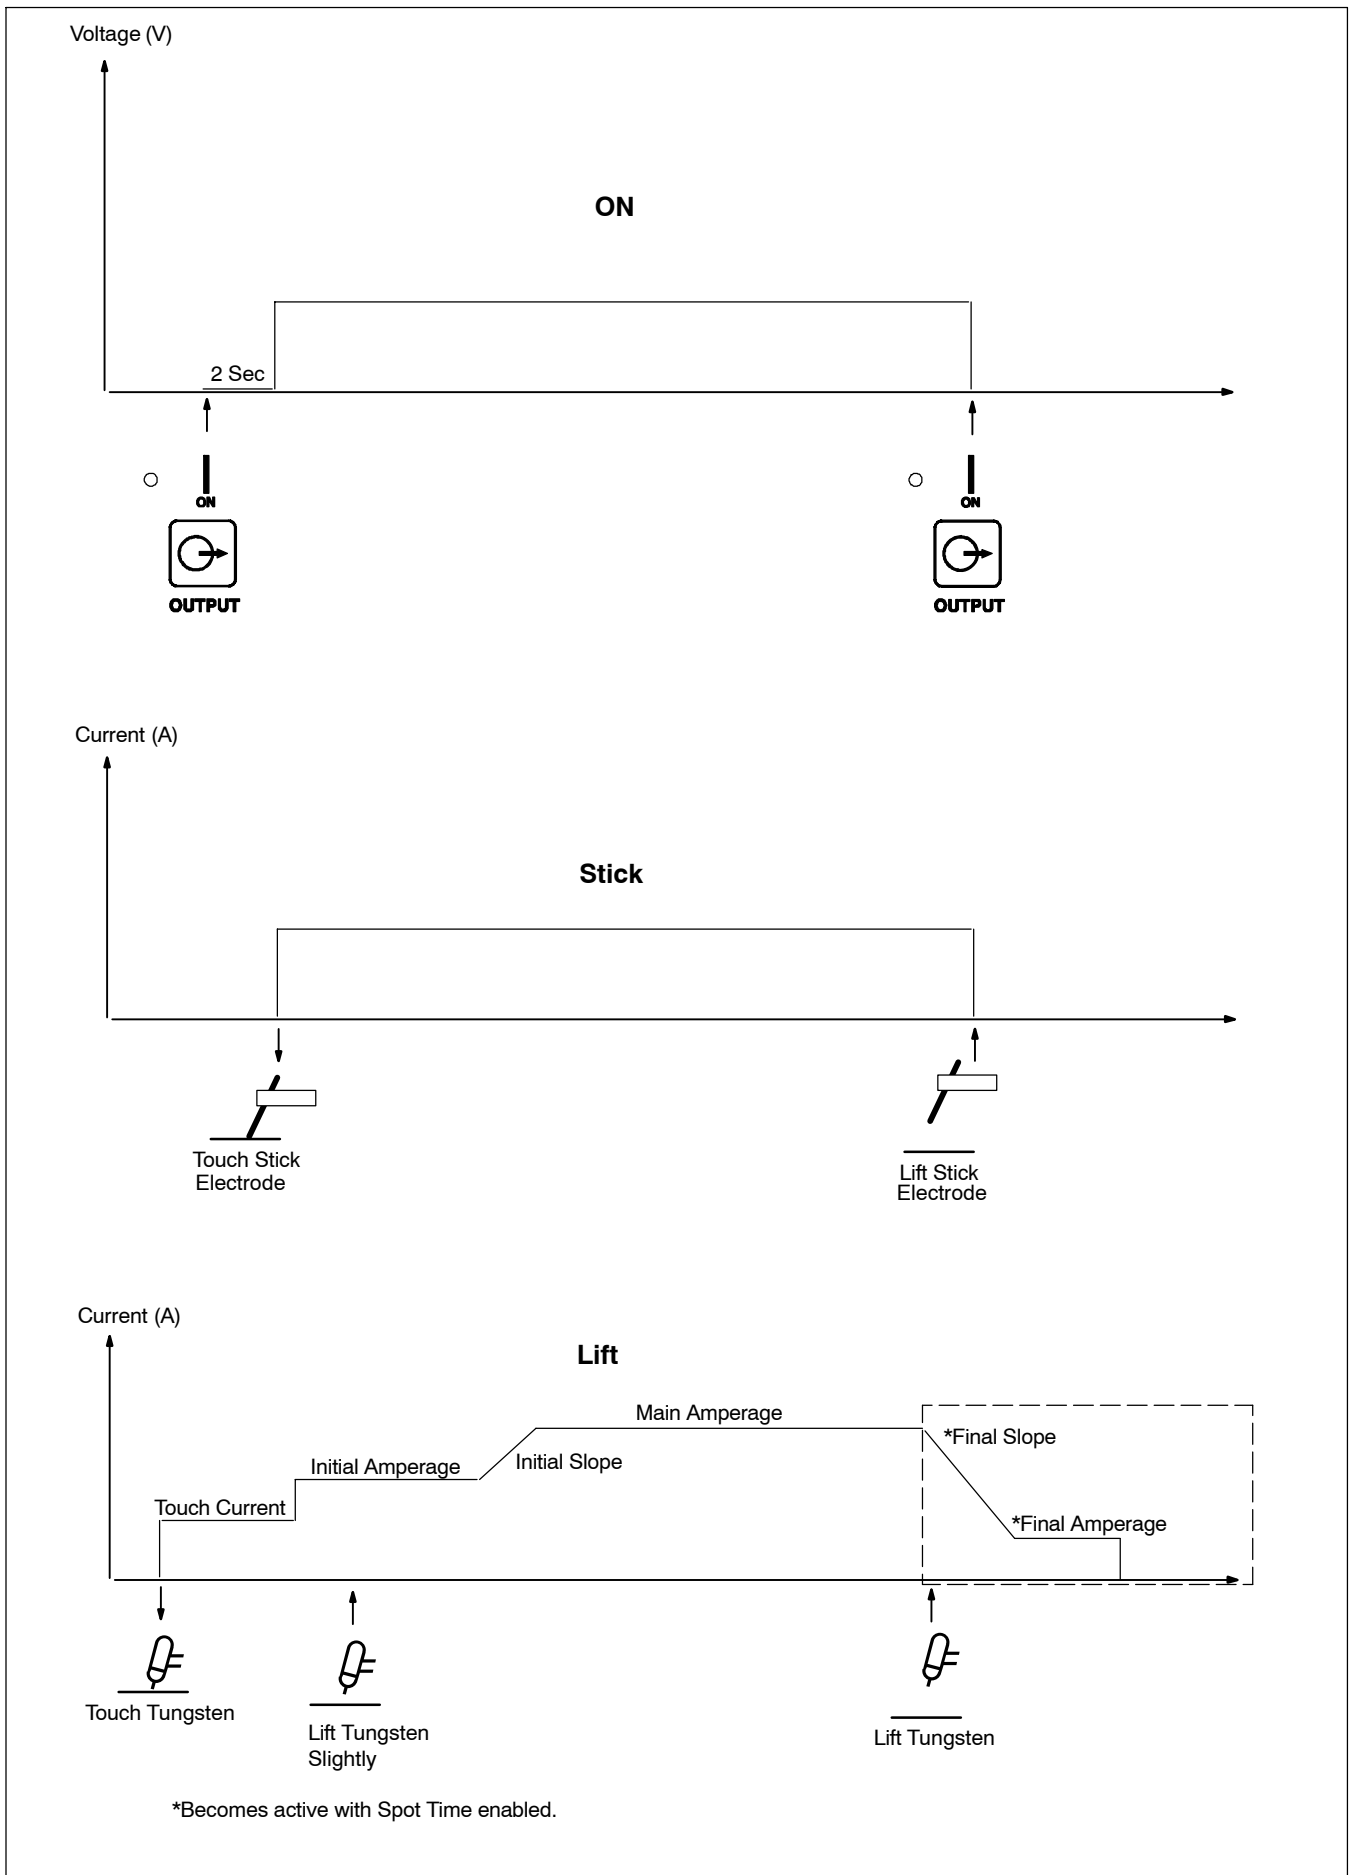 Voltage (V)
ON
2 Sec
ON
ON
OUTPUT
OUTPUT
Current (A)
Stick
Touch Stick
Electrode
Lift Stick
Electrode
Current (A)
Lift
Main Amperage
*Final Slope
Initial Amperage
Initial Slope
Touch Current
*Final Amperage
Touch Tungsten
Lift Tungsten
Slightly
Lift Tungsten
*Becomes active with Spot Time enabled.